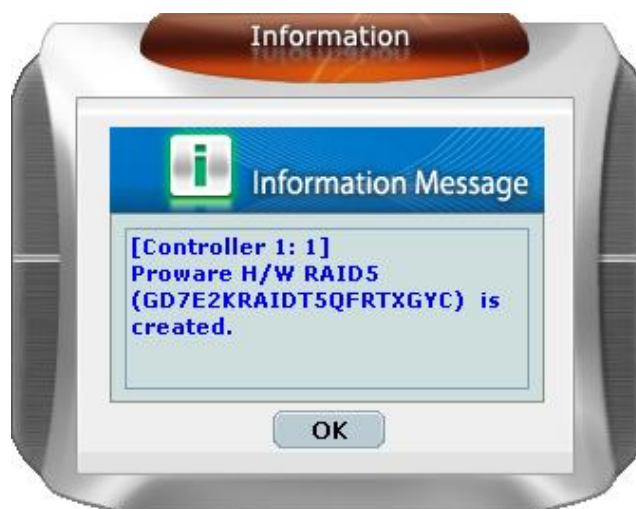 Information
Information Message
[Controller 1: 1]
Proware H/W RAID5
(GD7E2KRAIDT5QFRTXGYC) is
created.
OK